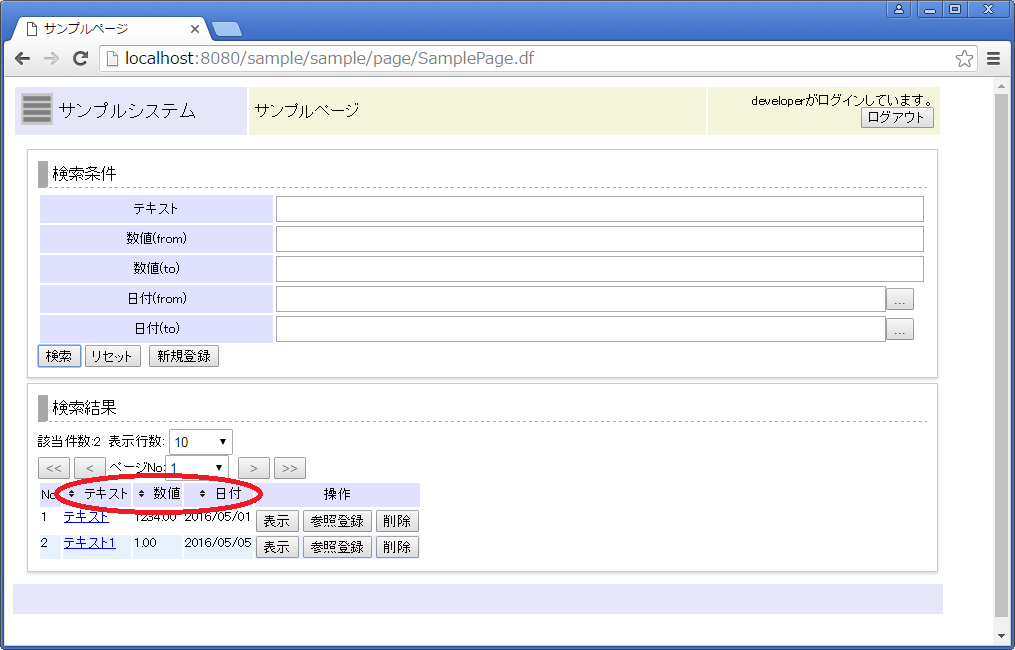 サンプルページ
localhost:8080/sample/sample/page/SamplePage.df
サンプルシステム サンプルページ developerがログインしています。
ログアウト
検索条件
テキスト
数値(from)
数値(to)
日付(from) ...
日付(to) ...
検索 リセット 新規登録
検索結果
該当件数:2 表示行数: 10
<< < ページNo: 1 > >>
No テキスト 数値 日付 操作
1 テキスト 1234.00 2016/05/01 表示 参照登録 削除
2 テキスト1 1.00 2016/05/05 表示 参照登録 削除